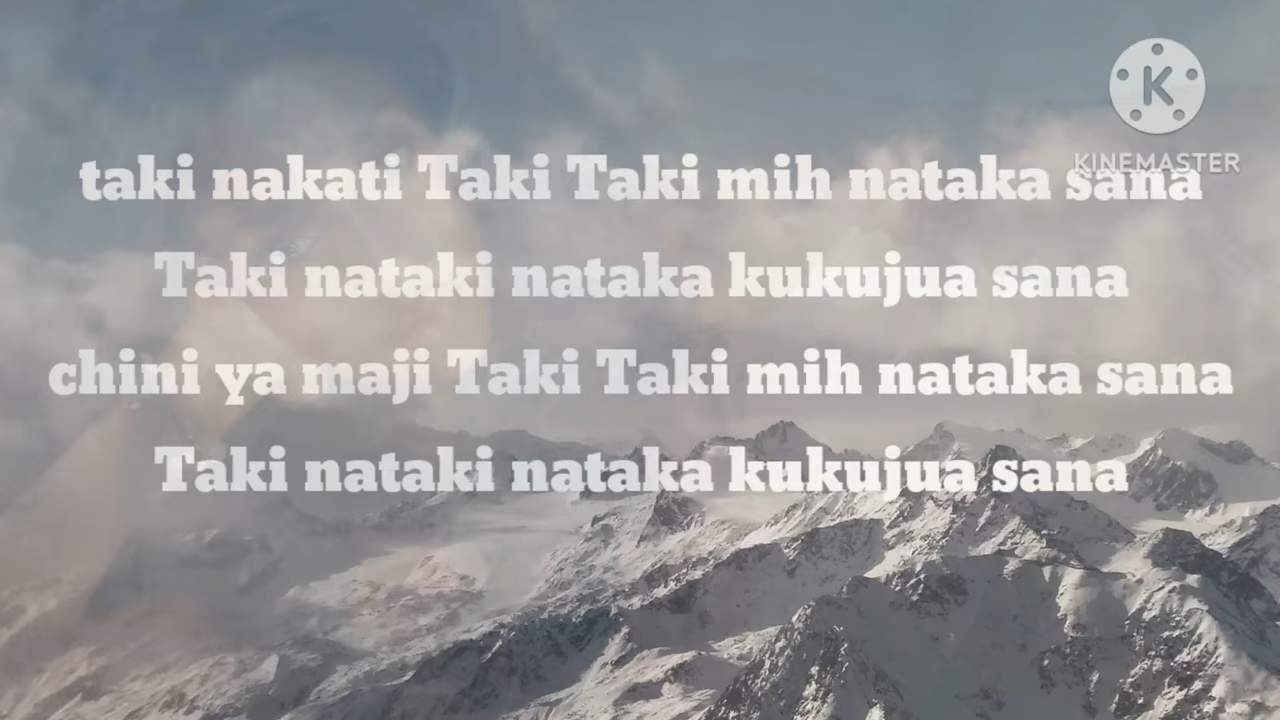 K
KINEMASTER
taki nakati Taki Taki mih nataka sana
Taki nataki nataka kukujua sana
chini ya maji Taki Taki mih nataka sana
Taki nataki nataka kukujua sana